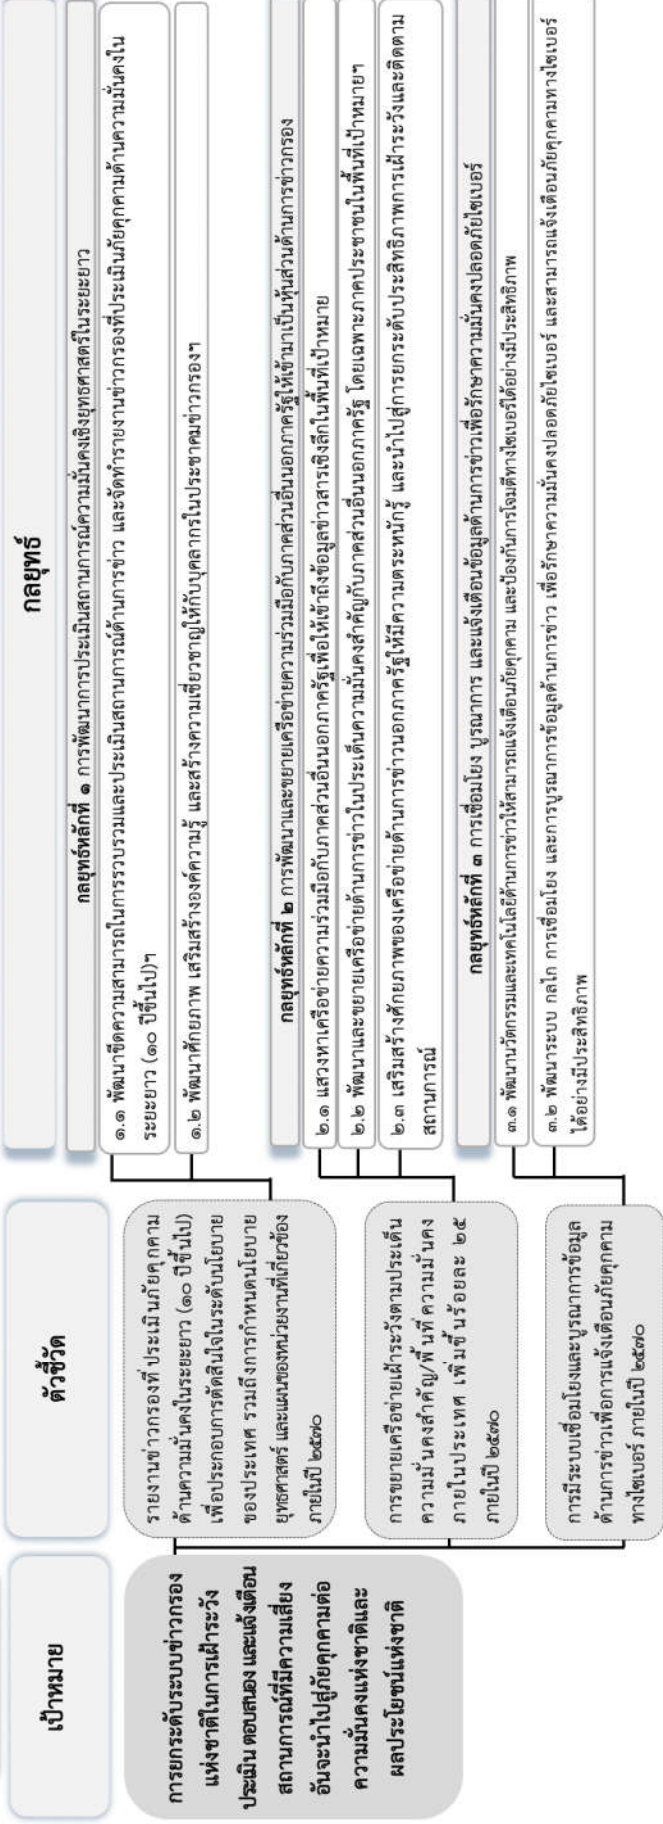 เป้าหมาย
ตัวชี้วัด
กลยุทธ์
การยกระดับระบบข่าวกรอง
แห่งชาติในการเฝ้าระวัง
ประเมิน ตอบสนอง และแจ้งเตือน
สถานการณ์ที่มีความเสี่ยง
อันจะนำไปสู่ภัยคุกคามต่อ
ความมั่นคงแห่งชาติและ
ผลประโยชน์แห่งชาติ
รายงานข่าวกรองที่ ประเมินภัยคุกคาม
ด้านความมั่นคงในระยะยาว (๑๐ ปีขึ้นไป)
เพื่อประกอบการตัดสินใจในระดับนโยบาย
ของประเทศ รวมถึงการกำหนดนโยบาย
ยุทธศาสตร์ และแผนของหน่วยงานที่เกี่ยวข้อง
ภายในปี ๒๕๗๐
กลยุทธ์หลักที่ ๑ การพัฒนาการประเมินสถานการณ์ความมั่นคงเชิงยุทธศาสตร์ในระยะยาว
๑.๑ พัฒนาขีดความสามารถในการรวบรวมและประเมินสถานการณ์ด้านการข่าว และจัดทำรายงานข่าวกรองที่ประเมินภัยคุกคามด้านความมั่นคงใน
ระยะยาว (๑๐ ปีขึ้นไป)ฯ
๑.๒ พัฒนาศักยภาพ เสริมสร้างองค์ความรู้ และสร้างความเชี่ยวชาญให้กับบุคลากรในประชาคมข่าวกรองฯ
การขยายเครือข่ายเฝ้าระวังตามประเด็น
ความมั่นคงสำคัญ/พื้นที่ความมั่นคง
ภายในประเทศ เพิ่มขึ้นร้อยละ ๒๕
ภายในปี ๒๕๗๐
กลยุทธ์หลักที่ ๒ การพัฒนาและขยายเครือข่ายความร่วมมือกับภาคส่วนอื่นนอกภาครัฐให้เข้ามาเป็นหุ้นส่วนด้านการข่าวกรอง
๒.๑ แสวงหาเครือข่ายความร่วมมือกับภาคส่วนอื่นนอกภาครัฐเพื่อให้เข้าถึงข้อมูลข่าวสารเชิงลึกในพื้นที่เป้าหมาย
๒.๒ พัฒนาและขยายเครือข่ายด้านการข่าวในประเด็นความมั่นคงสำคัญกับภาคส่วนอื่นนอกภาครัฐ โดยเฉพาะภาคประชาชนในพื้นที่เป้าหมายฯ
๒.๓ เสริมสร้างศักยภาพของเครือข่ายด้านการข่าวนอกภาครัฐให้มีความตระหนักรู้ และนำไปสู่การยกระดับประสิทธิภาพการเฝ้าระวังและติดตาม
สถานการณ์
การมีระบบเชื่อมโยงและบูรณาการข้อมูล
ด้านการข่าวเพื่อการแจ้งเตือนภัยคุกคาม
ทางไซเบอร์ ภายในปี ๒๕๗๐
กลยุทธ์หลักที่ ๓ การเชื่อมโยง บูรณาการ และแจ้งเตือนข้อมูลด้านการข่าวเพื่อรักษาความมั่นคงปลอดภัยไซเบอร์
๓.๑ พัฒนานวัตกรรมและเทคโนโลยีด้านการข่าวให้สามารถแจ้งเตือนภัยคุกคาม และป้องกันการโจมตีทางไซเบอร์ได้อย่างมีประสิทธิภาพ
๓.๒ พัฒนาระบบ กลไก การเชื่อมโยง และการบูรณาการข้อมูลด้านการข่าว เพื่อรักษาความมั่นคงปลอดภัยไซเบอร์ และสามารถแจ้งเตือนภัยคุกคามทางไซเบอร์
ได้อย่างมีประสิทธิภาพ